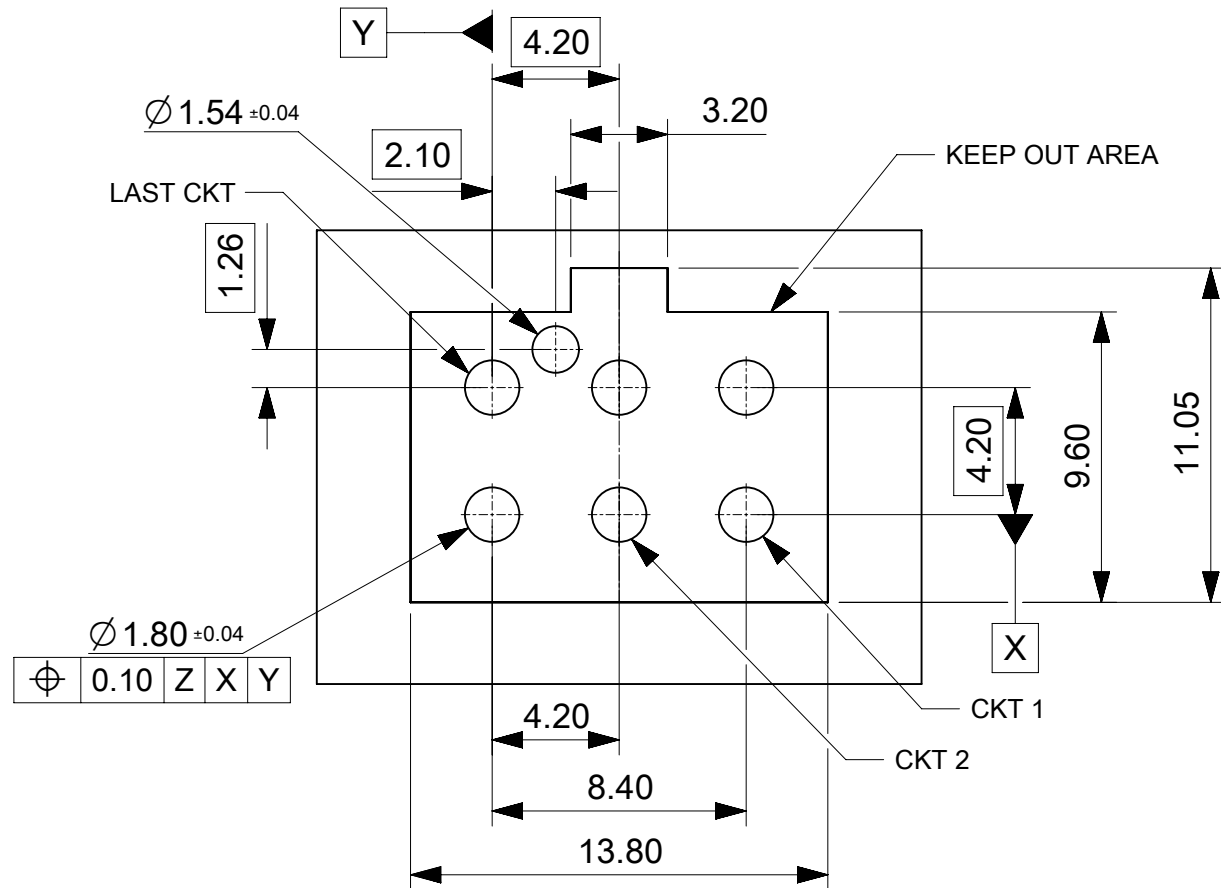 Y
4.20
Ø 1.54 ±0.04
3.20
2.10
KEEP OUT AREA
LAST CKT
1.26
4.20
9.60
11.05
Ø 1.80 ±0.04
⌖ 0.10 Z X Y
X
4.20
CKT 1
CKT 2
8.40
13.80